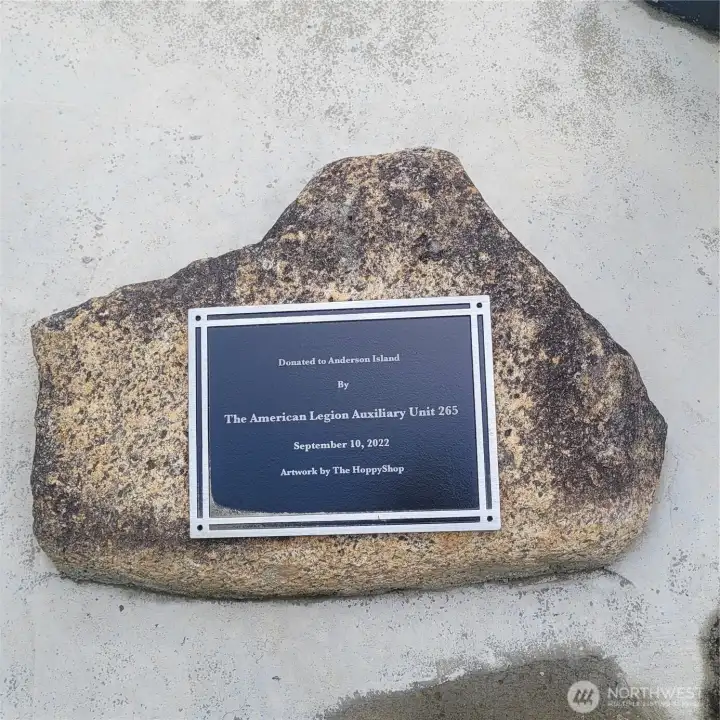 Donated to Anderson Island
By
The American Legion Auxiliary Unit 265
September 10, 2022
Artwork by The HoppyShop
NORTHWEST